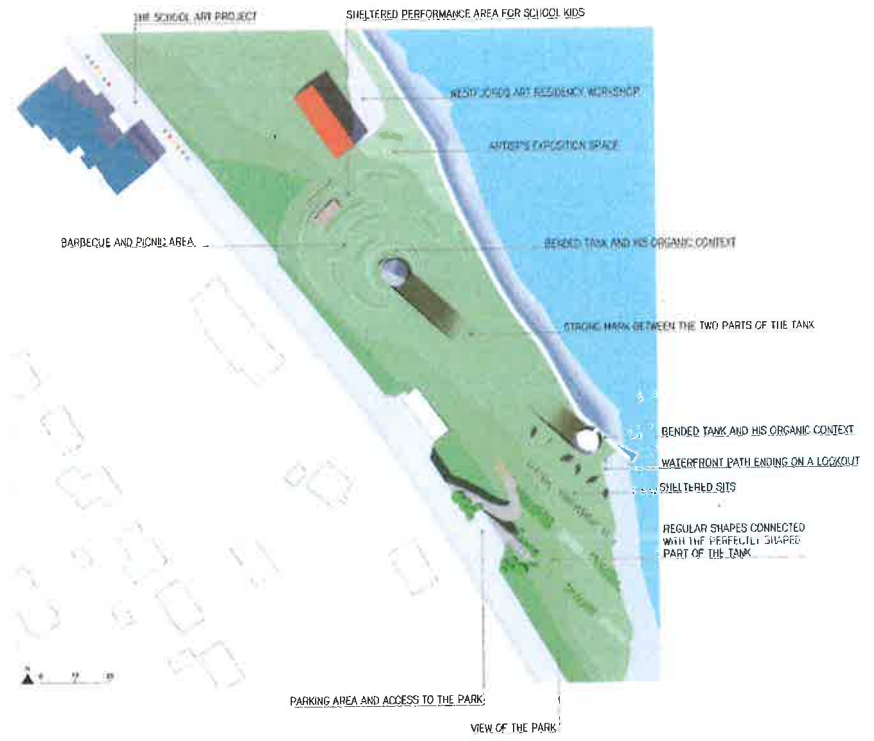 THE SCHOOL ART PROJECT
SHELTERED PERFORMANCE AREA FOR SCHOOL KIDS
WESTFJORDS ART RESIDENCY WORKSHOP
ARTIST'S EXPOSITION SPACE
BARBEQUE AND PICNIC AREA
BENDED TANK AND HIS ORGANIC CONTEXT
STRONG MARK BETWEEN THE TWO PARTS OF THE TANK
BENDED TANK AND HIS ORGANIC CONTEXT
WATERFRONT PATH ENDING ON A LOOKOUT
SHELTERED SITS
REGULAR SHAPES CONNECTED
WITH THE PERFECTLY SHAPED
PART OF THE TANK
N 0
PARKING AREA AND ACCESS TO THE PARK
VIEW OF THE PARK